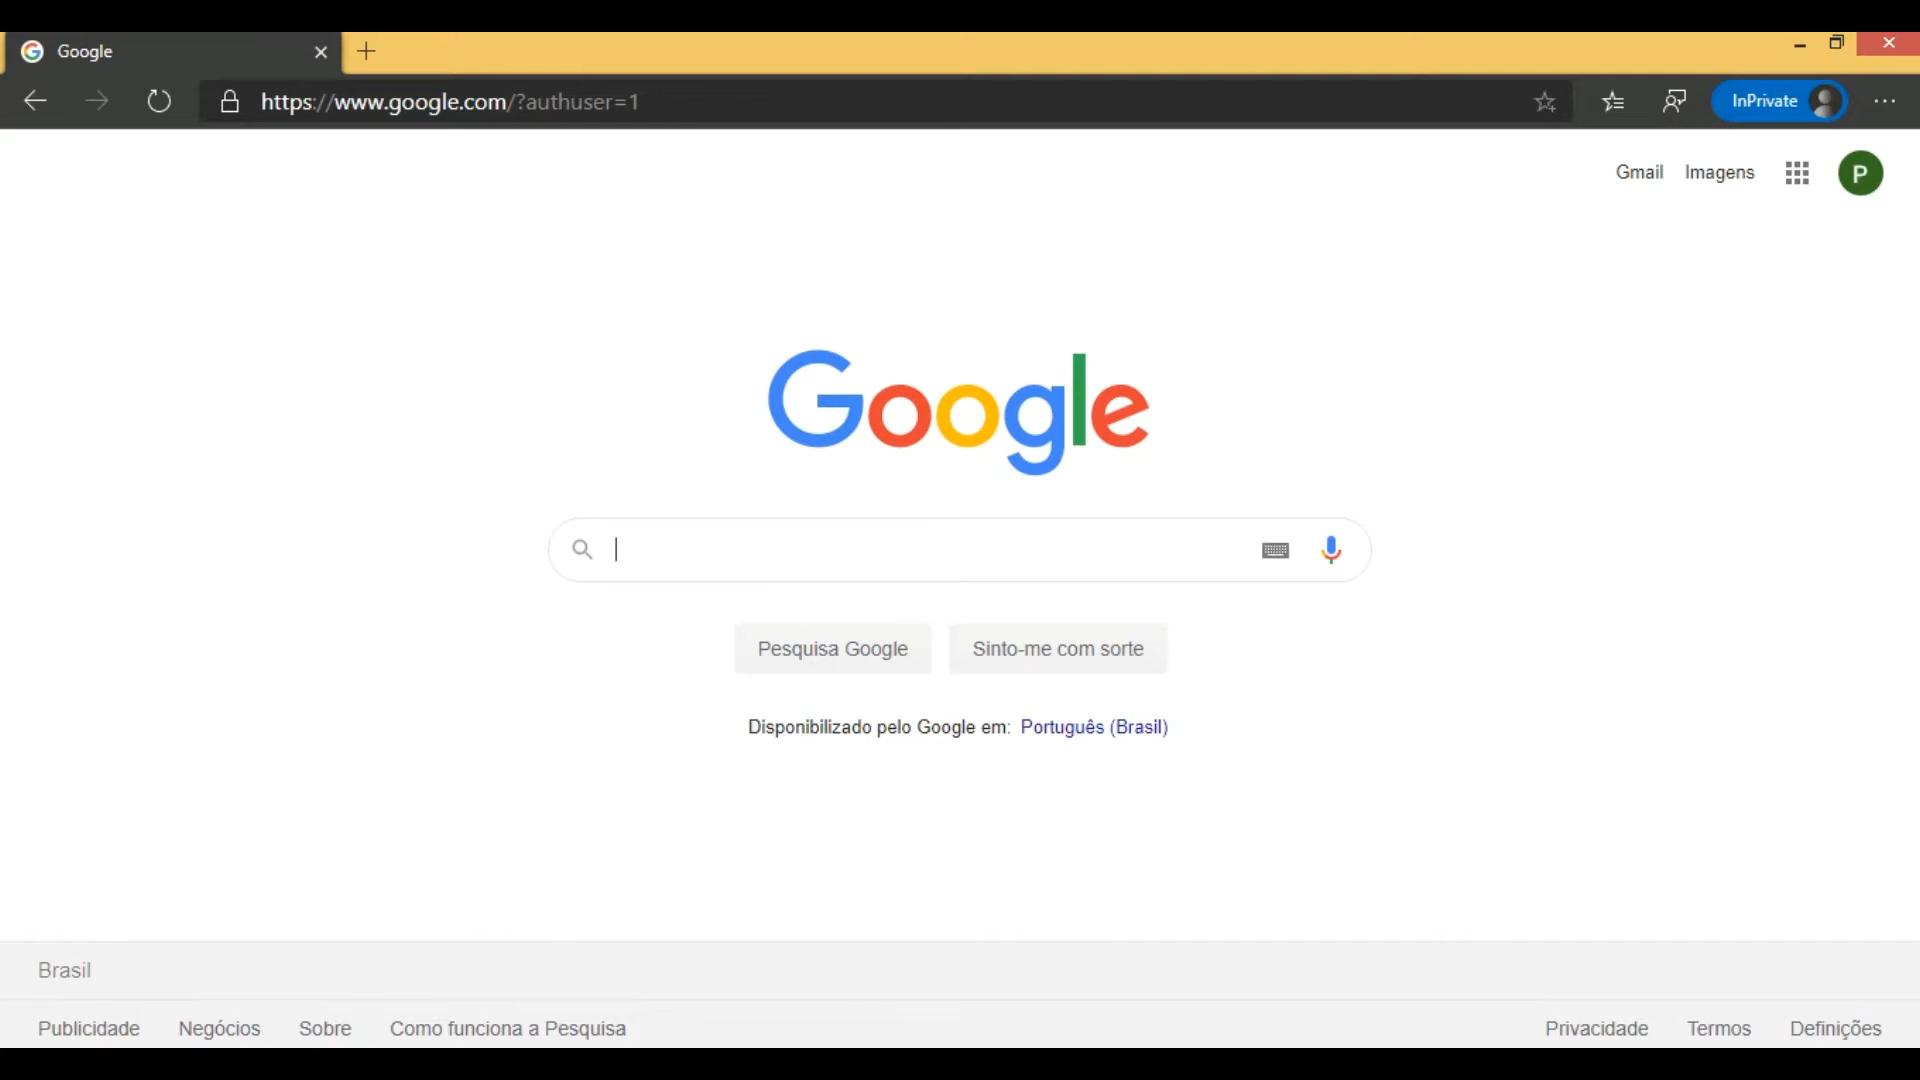 Google
https://www.google.com/?authuser=1
InPrivate
Gmail Imagens
P
Google
Pesquisa Google Sinto-me com sorte
Disponibilizado pelo Google em: Português (Brasil)
Brasil
Publicidade Negócios Sobre Como funciona a Pesquisa Privacidade Termos Definições